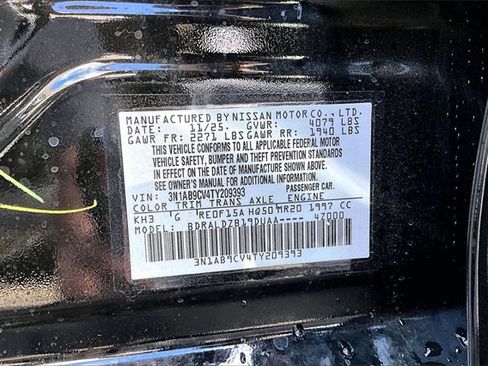 MANUFACTURED BY NISSAN MOTOR CO., LTD.
DATE: 11/25. GVWR: 4079 LBS
GAWR FR: 2271 LBS GAWR RR: 1940 LBS
THIS VEHICLE CONFORMS TO ALL APPLICABLE FEDERAL MOTOR
VEHICLE SAFETY, BUMPER AND THEFT PREVENTION STANDARDS
IN EFFECT ON THE DATE OF MANUFACTURE SHOWN ABOVE.
SEE OWNER'S MANUAL FOR ADDITIONAL INFORMATION.
VIN: 3N1AB9CV4TY209393 PASSENGER CAR.
COLOR TRIM TRANS AXLE ENGINE
KH3 G RE0F15A HQ50 MR20 1997 CC
MODEL: BDRALDZB19DUAA---- 47000
3N1AB9CV4TY209393